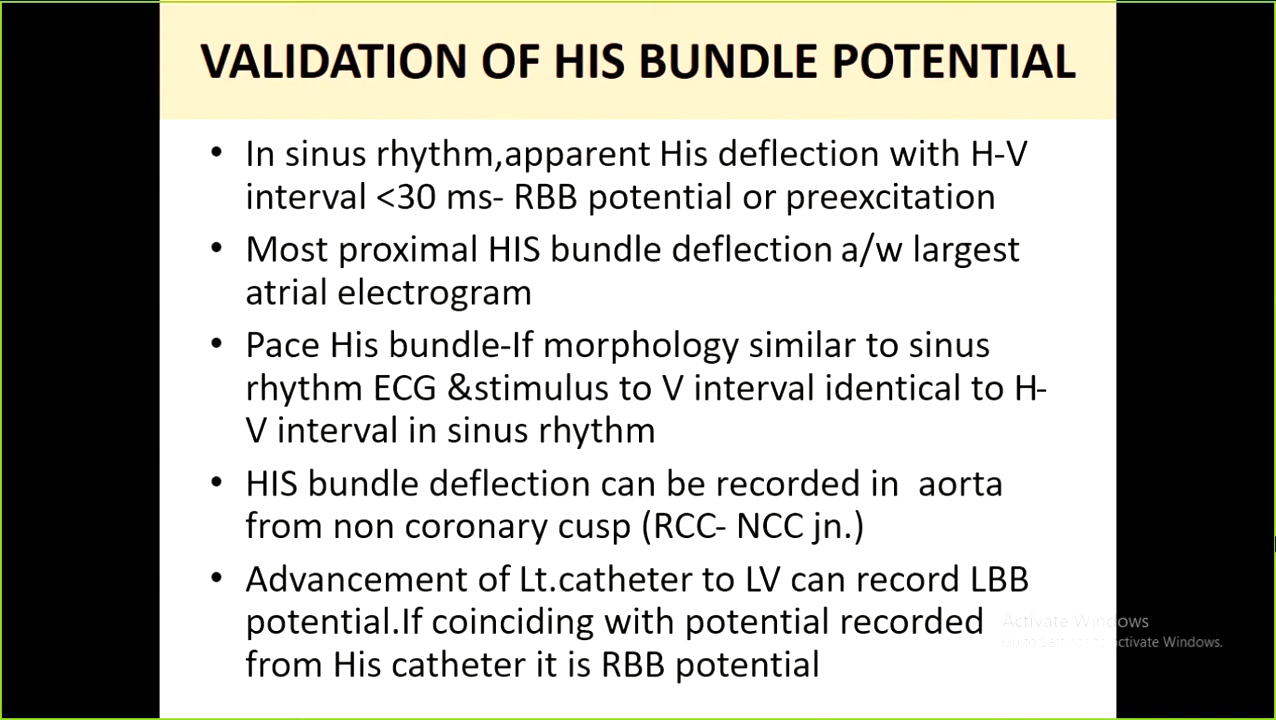 VALIDATION OF HIS BUNDLE POTENTIAL
• In sinus rhythm,apparent His deflection with H-V
interval <30 ms- RBB potential or preexcitation
• Most proximal HIS bundle deflection a/w largest
atrial electrogram
• Pace His bundle-If morphology similar to sinus
rhythm ECG &stimulus to V interval identical to H-
V interval in sinus rhythm
• HIS bundle deflection can be recorded in aorta
from non coronary cusp (RCC- NCC jn.)
• Advancement of Lt.catheter to LV can record LBB
potential.If coinciding with potential recorded
from His catheter it is RBB potential
Activate Windows
Go to Settings to activate Windows.